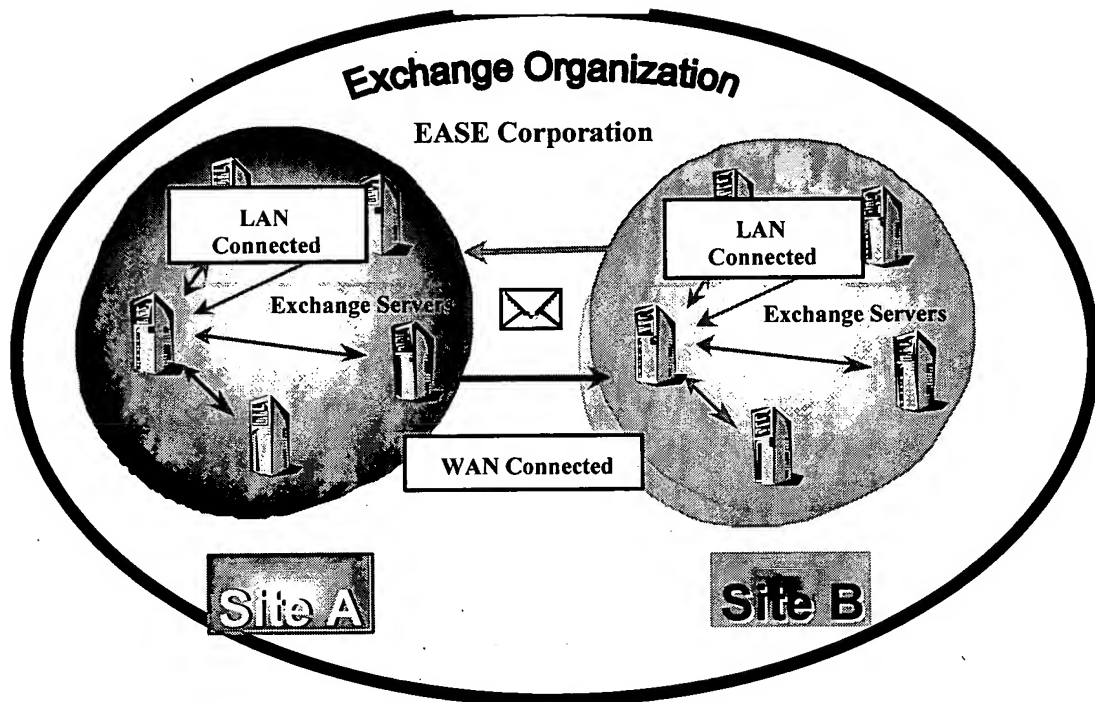 Exchange Organization
EASE Corporation
LAN
Connected
LAN
Connected
Exchange Servers
Exchange Servers
WAN Connected
Site A
Site B